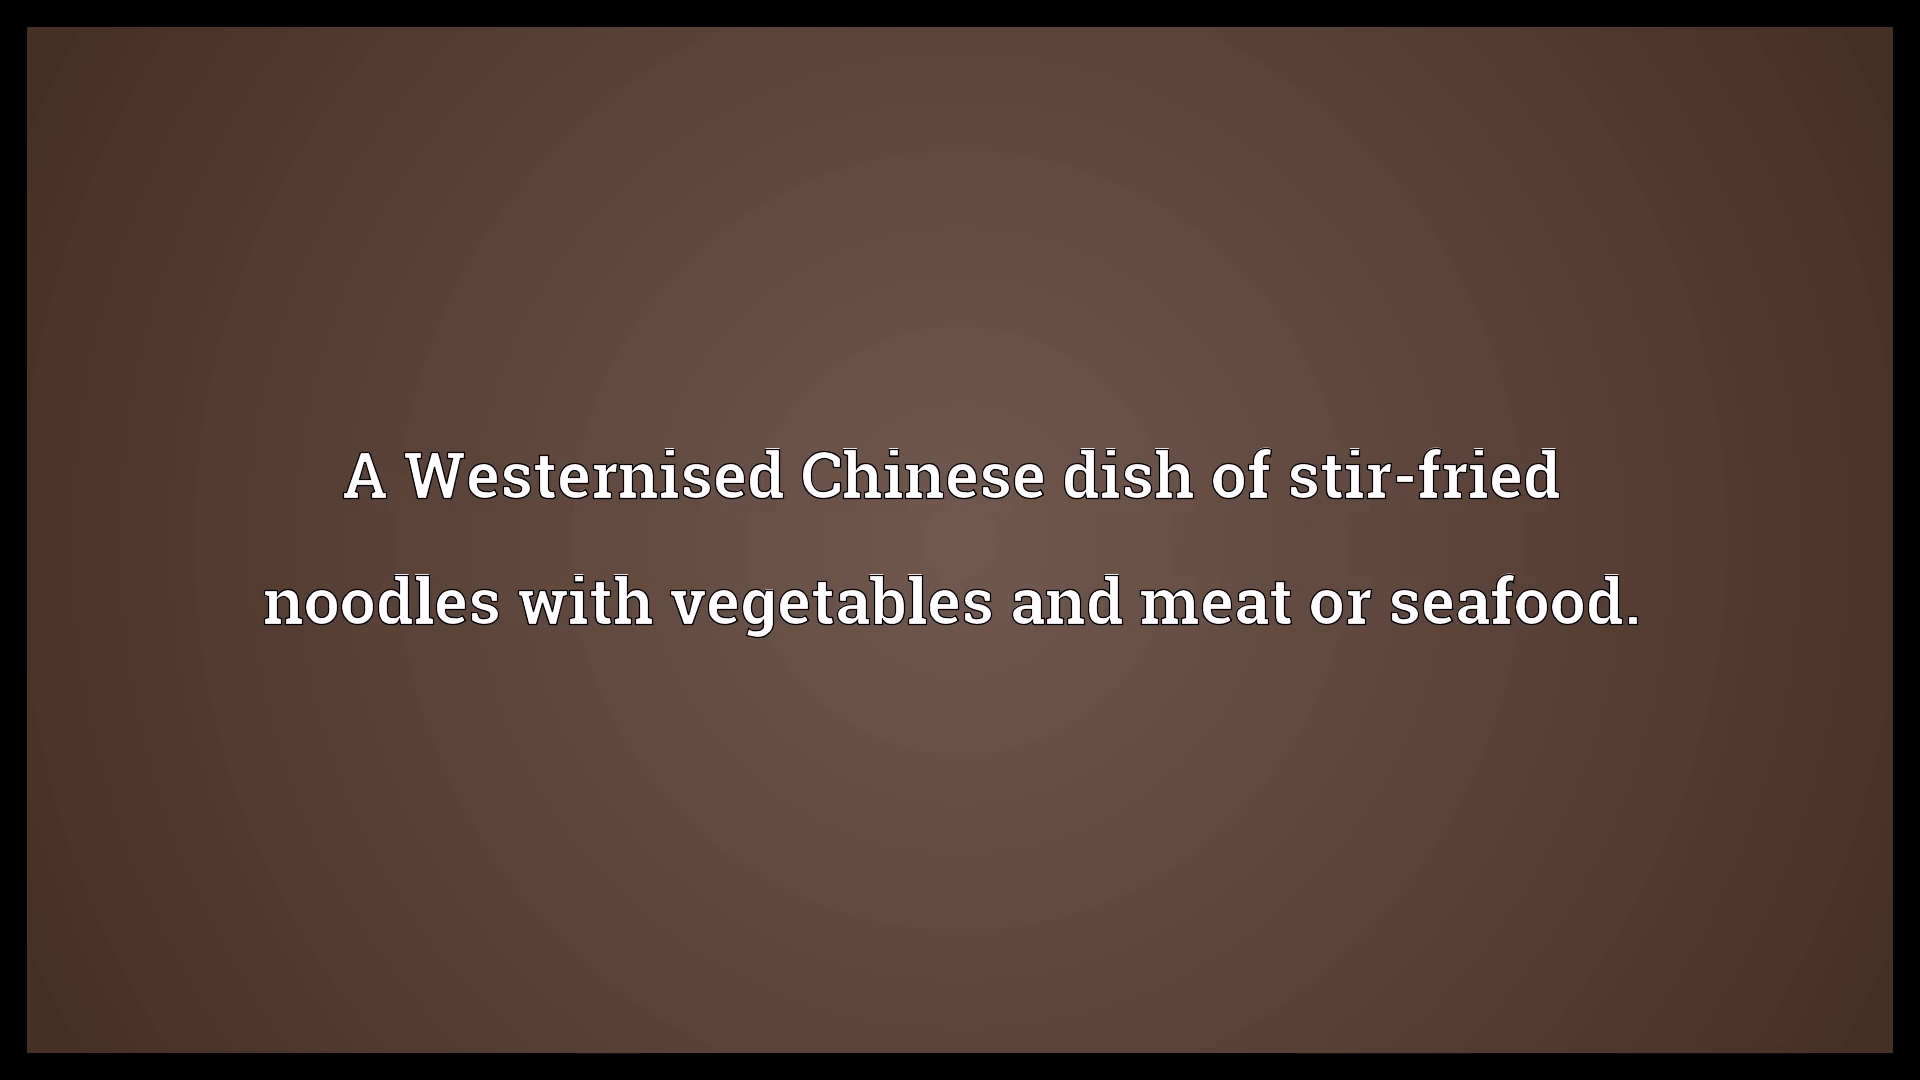 A Westernised Chinese dish of stir-fried
noodles with vegetables and meat or seafood.